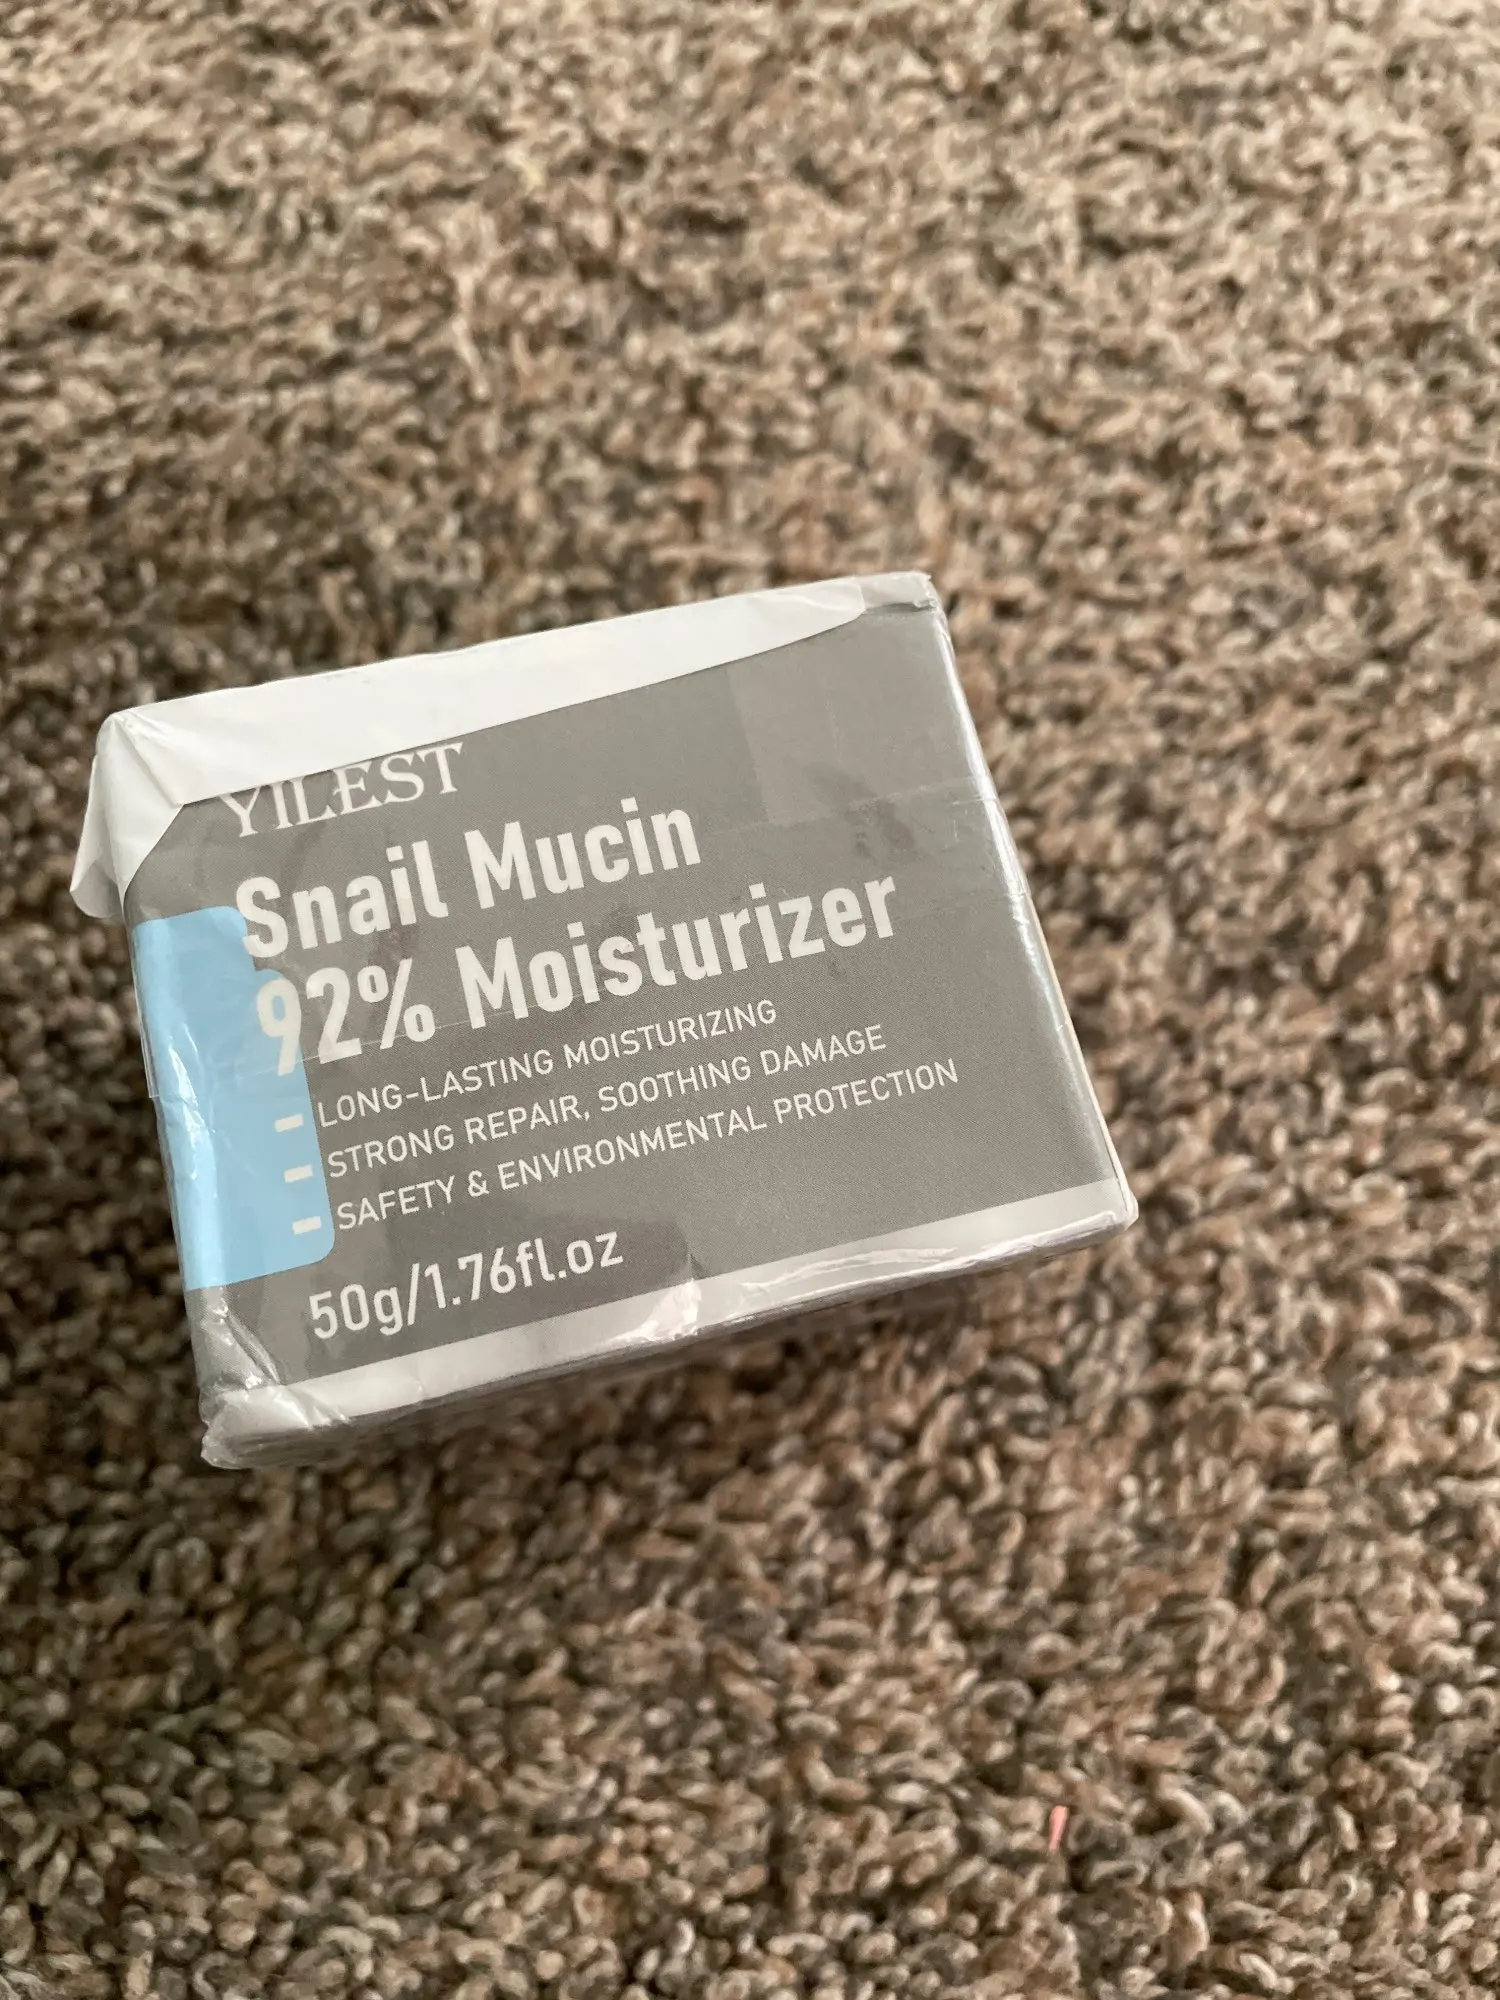 YILEST
Snail Mucin
92% Moisturizer
- LONG-LASTING MOISTURIZING
- STRONG REPAIR, SOOTHING DAMAGE
- SAFETY & ENVIRONMENTAL PROTECTION
50g/1.76fl.oz